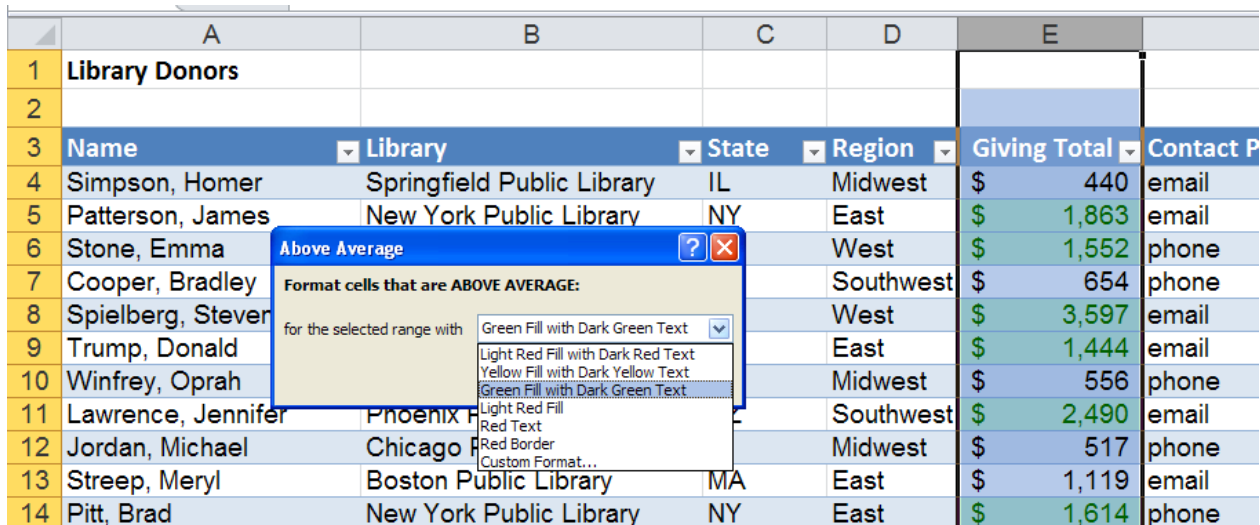 A B C D E
1 Library Donors
2
3 Name Library State Region Giving Total Contact P
4 Simpson, Homer Springfield Public Library IL Midwest $ 440 email
5 Patterson, James New York Public Library NY East $ 1,863 email
6 Stone, Emma West $ 1,552 phone
7 Cooper, Bradley Southwest $ 654 phone
8 Spielberg, Steven West $ 3,597 email
9 Trump, Donald East $ 1,444 email
10 Winfrey, Oprah Midwest $ 556 phone
11 Lawrence, Jennifer Phoenix Southwest $ 2,490 email
12 Jordan, Michael Chicago Midwest $ 517 phone
13 Streep, Meryl Boston Public Library MA East $ 1,119 email
14 Pitt, Brad New York Public Library NY East $ 1,614 phone
Above Average ?
Format cells that are ABOVE AVERAGE:
for the selected range with Green Fill with Dark Green Text
Light Red Fill with Dark Red Text
Yellow Fill with Dark Yellow Text
Green Fill with Dark Green Text
Light Red Fill
Red Text
Red Border
Custom Format...